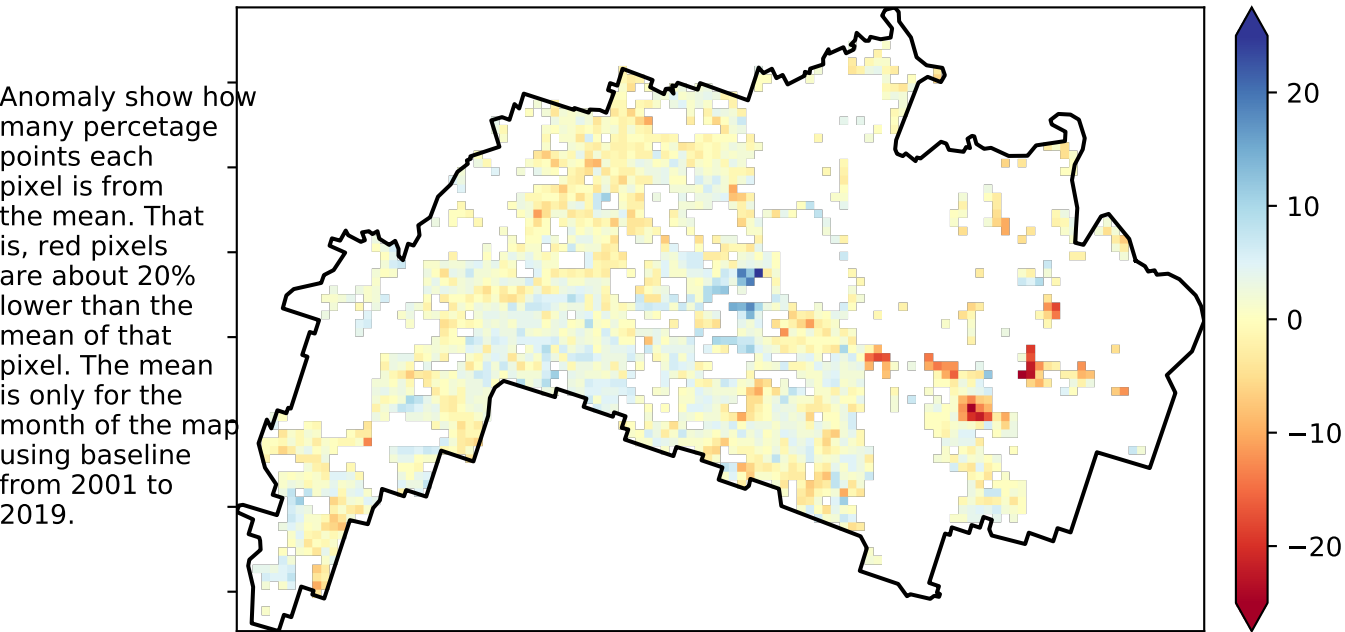 Anomaly show how
many percetage
points each
pixel is from
the mean. That
is, red pixels
are about 20%
lower than the
mean of that
pixel. The mean
is only for the
month of the map
using baseline
from 2001 to
2019.
20
10
0
−10
−20